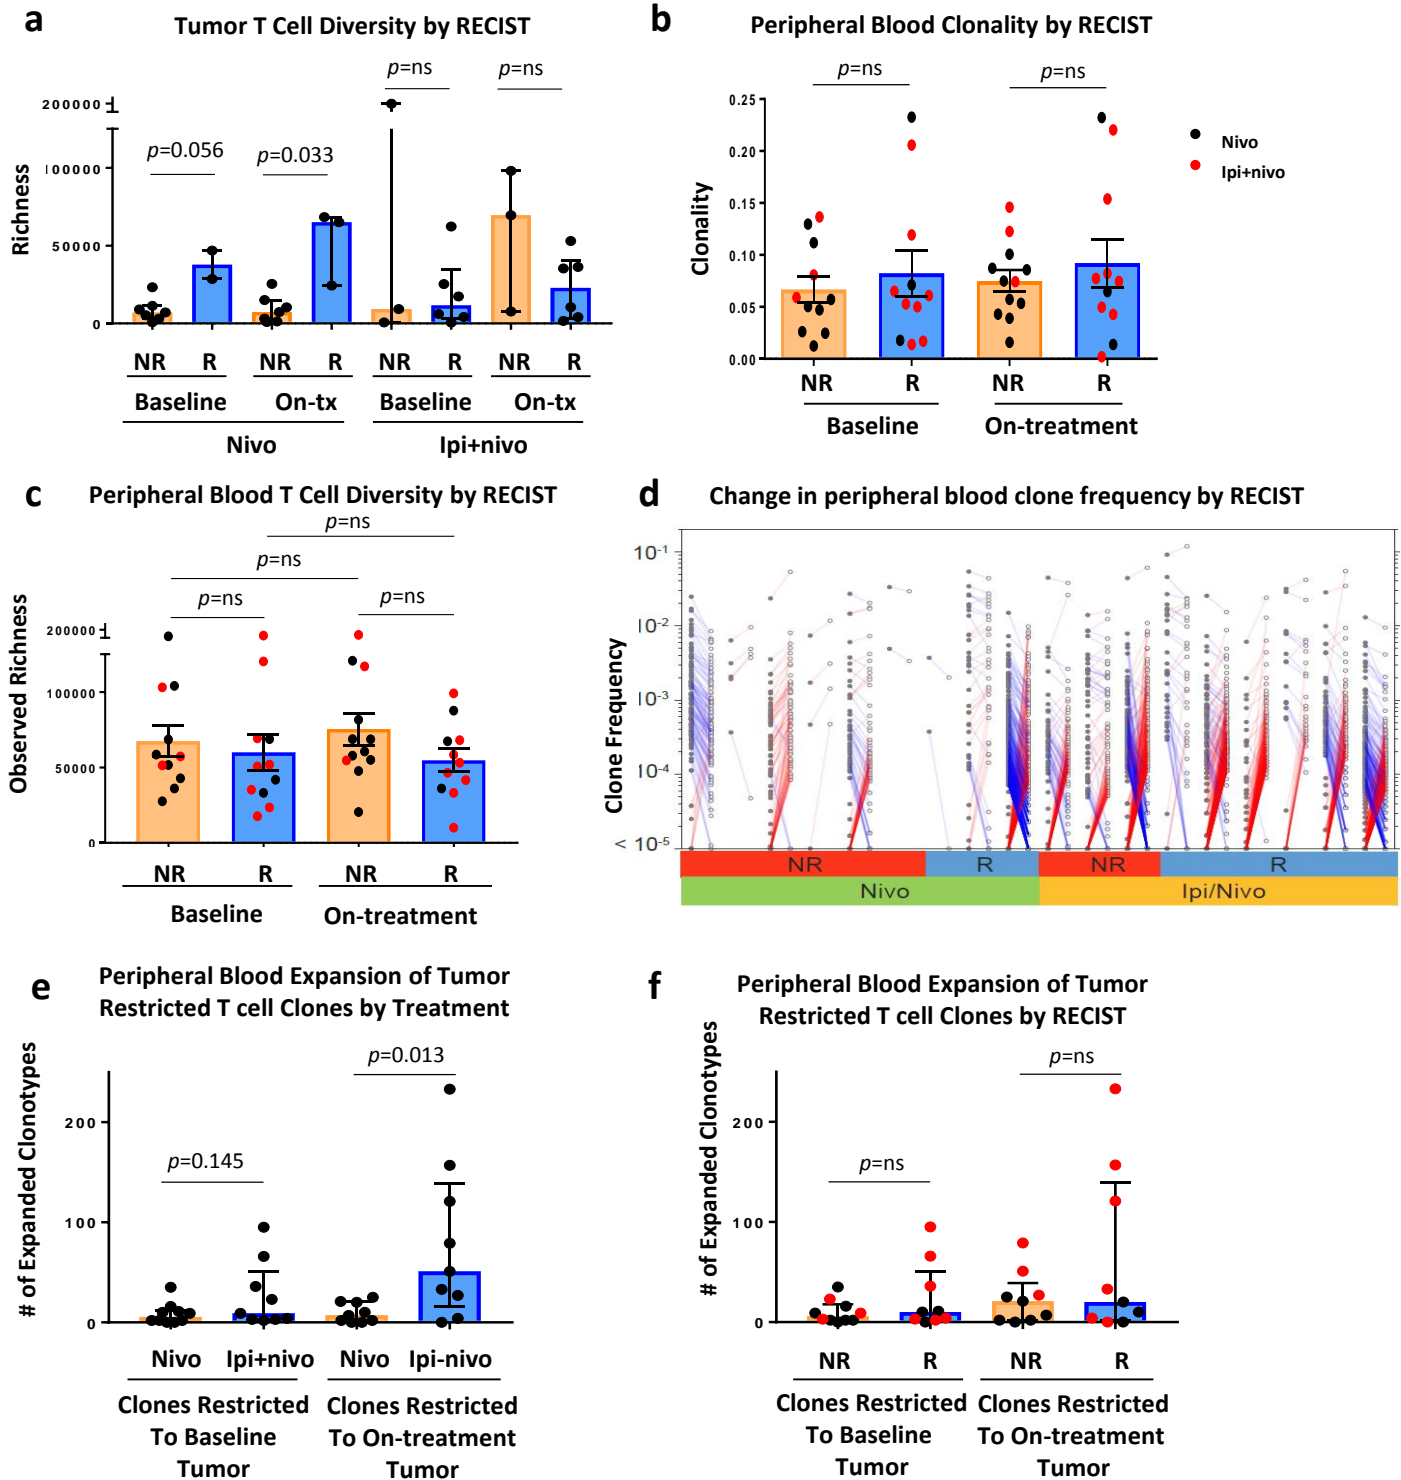 a
Tumor T Cell Diversity by RECIST
p=ns
p=ns
200000
p=0.056
p=0.033
100000
Richness
50000
0
NR R NR R NR R NR R
Baseline On-tx Baseline On-tx
Nivo Ipi+nivo
b
Peripheral Blood Clonality by RECIST
p=ns
p=ns
0.25
0.20
0.15
0.10
0.05
0.00
Clonality
Nivo
Ipi+nivo
NR R NR R
Baseline On-treatment
c
Peripheral Blood T Cell Diversity by RECIST
p=ns
p=ns
p=ns
p=ns
200000
100000
50000
0
Observed Richness
NR R NR R
Baseline On-treatment
d
Change in peripheral blood clone frequency by RECIST
10-1
10-2
10-3
10-4
< 10-5
Clone Frequency
NR R NR R
Nivo Ipi/Nivo
e
Peripheral Blood Expansion of Tumor
Restricted T cell Clones by Treatment
p=0.013
p=0.145
200
100
0
# of Expanded Clonotypes
Nivo Ipi+nivo Nivo Ipi-nivo
Clones Restricted Clones Restricted
To Baseline To On-treatment
Tumor Tumor
f
Peripheral Blood Expansion of Tumor
Restricted T cell Clones by RECIST
p=ns
p=ns
200
100
0
# of Expanded Clonotypes
NR R NR R
Clones Restricted Clones Restricted
To Baseline To On-treatment
Tumor Tumor